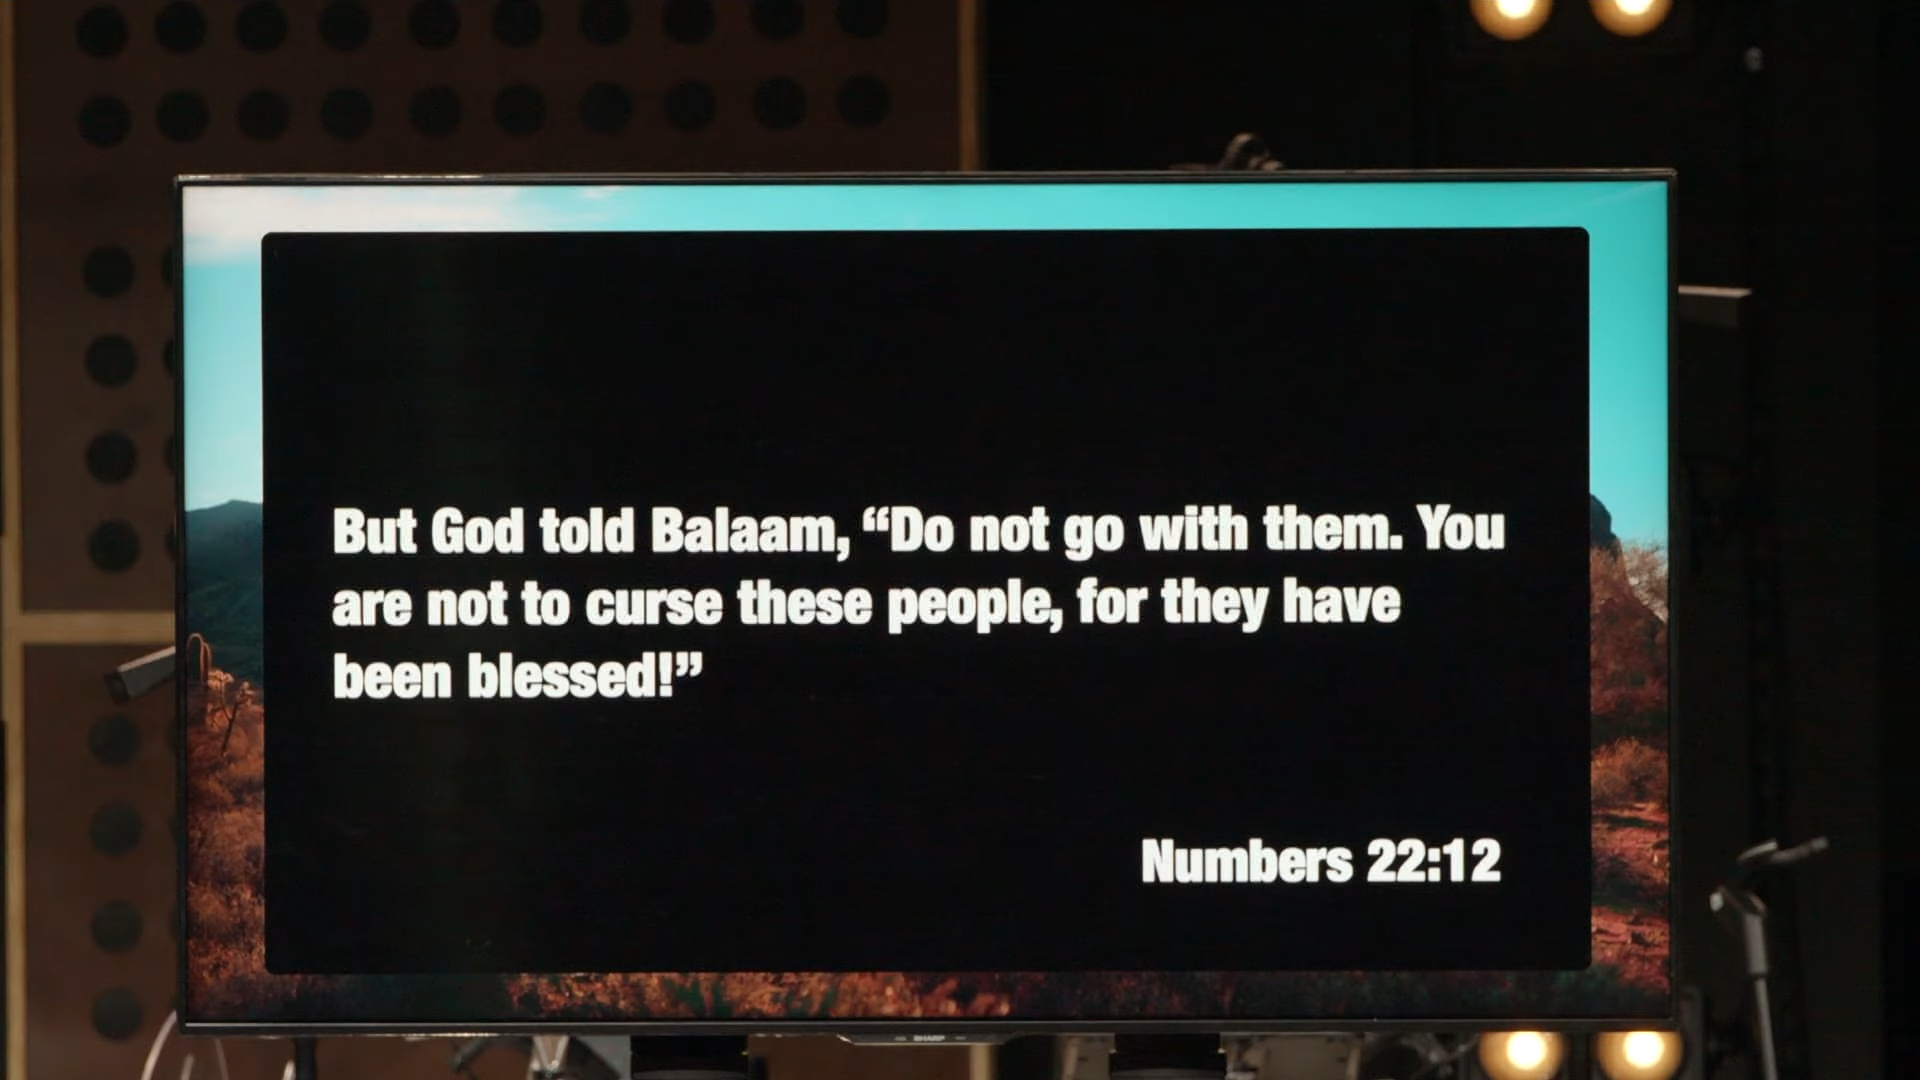 But God told Balaam, “Do not go with them. You
are not to curse these people, for they have
been blessed!”
Numbers 22:12
SHARP